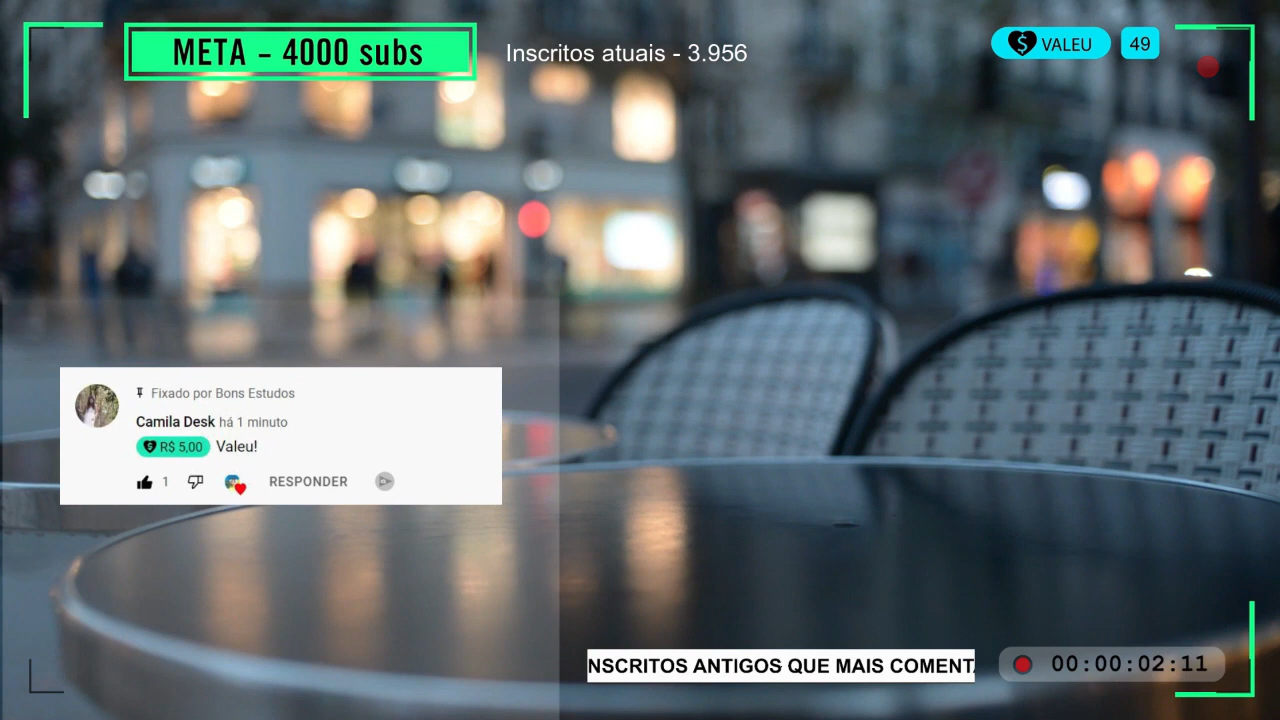 META - 4000 subs
Inscritos atuais - 3.956
VALEU
49
Fixado por Bons Estudos
Camila Desk há 1 minuto
R$ 5,00 Valeu!
1
RESPONDER
NSCRITOS ANTIGOS QUE MAIS COMENT
00:00:02:11